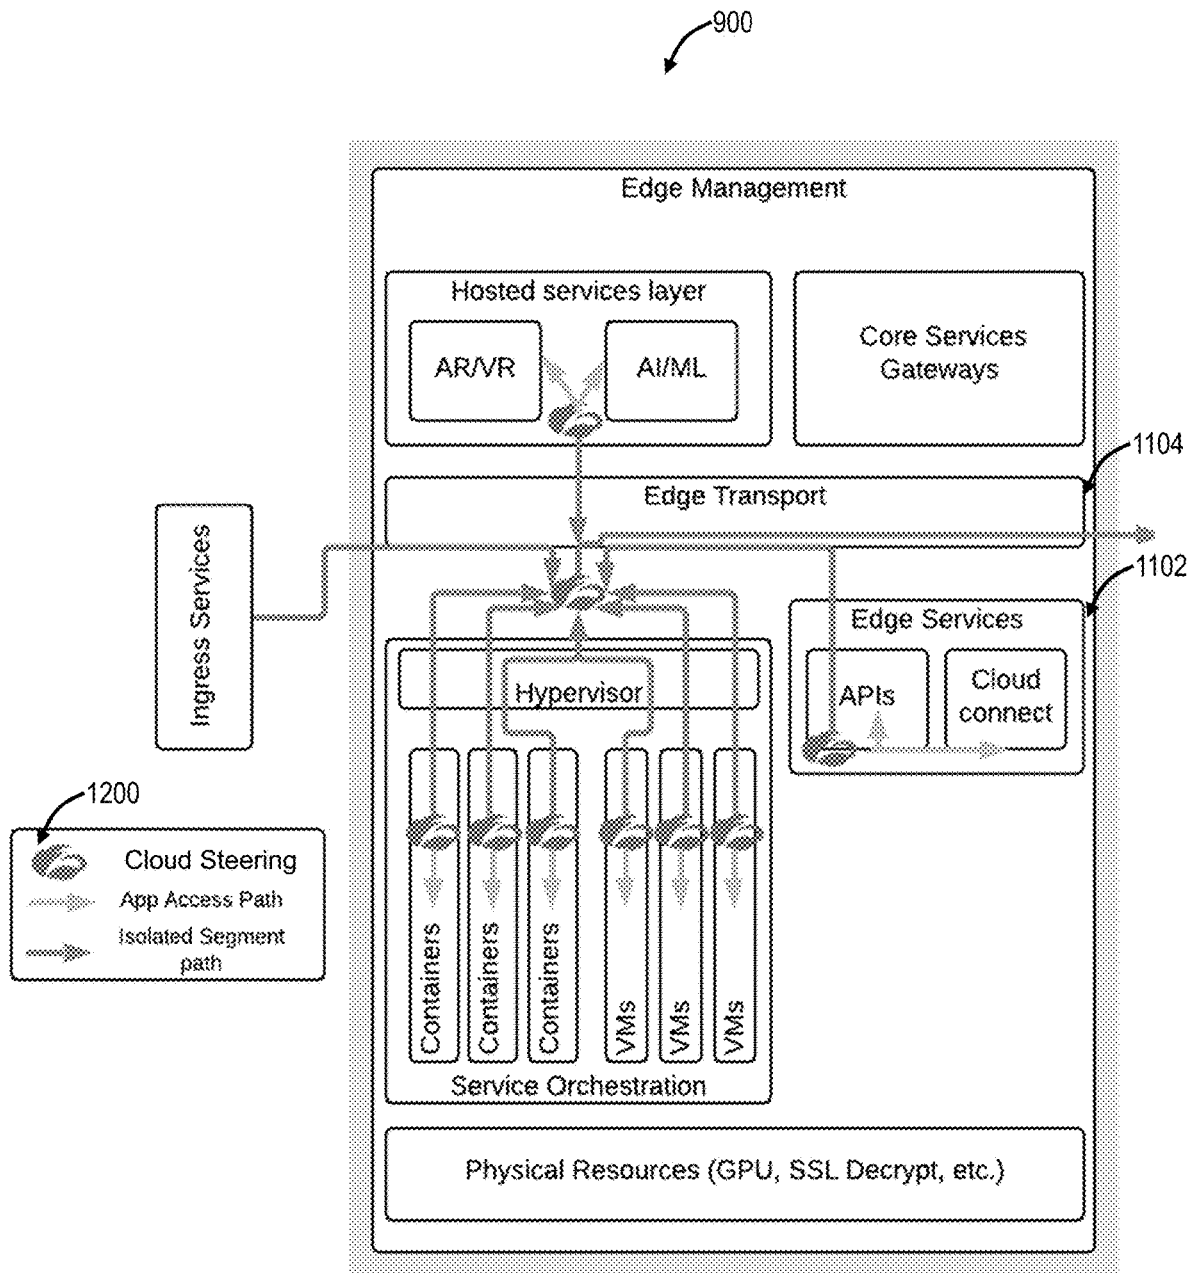 900
Edge Management
Hosted services layer
AR/VR
AI/ML
Core Services
Gateways
1104
Edge Transport
Ingress Services
1102
Edge Services
APIs
Cloud
connect
Hypervisor
1200
Cloud Steering
App Access Path
Isolated Segment
path
Containers
Containers
Containers
VMs
VMs
VMs
Service Orchestration
Physical Resources (GPU, SSL Decrypt, etc.)